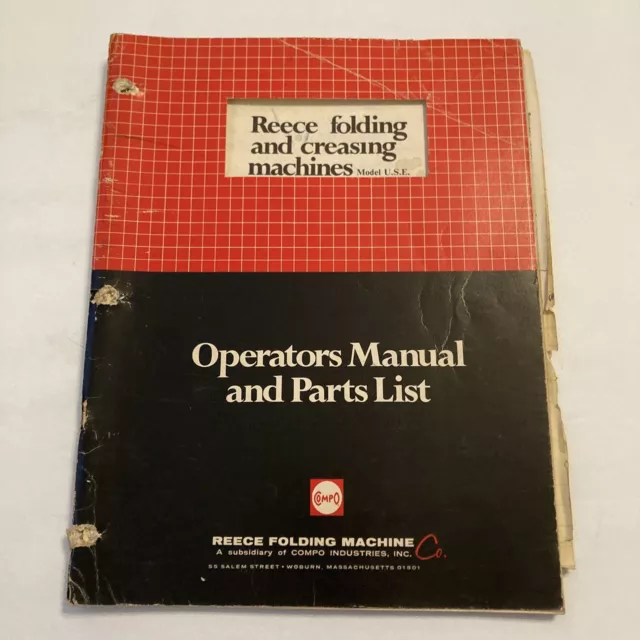 Reece folding
and creasing
machines Model U.S.E.
Operators Manual
and Parts List
COMPO
REECE FOLDING MACHINE Co.
A subsidiary of COMPO INDUSTRIES, INC.
55 SALEM STREET • WOBURN, MASSACHUSETTS 01801